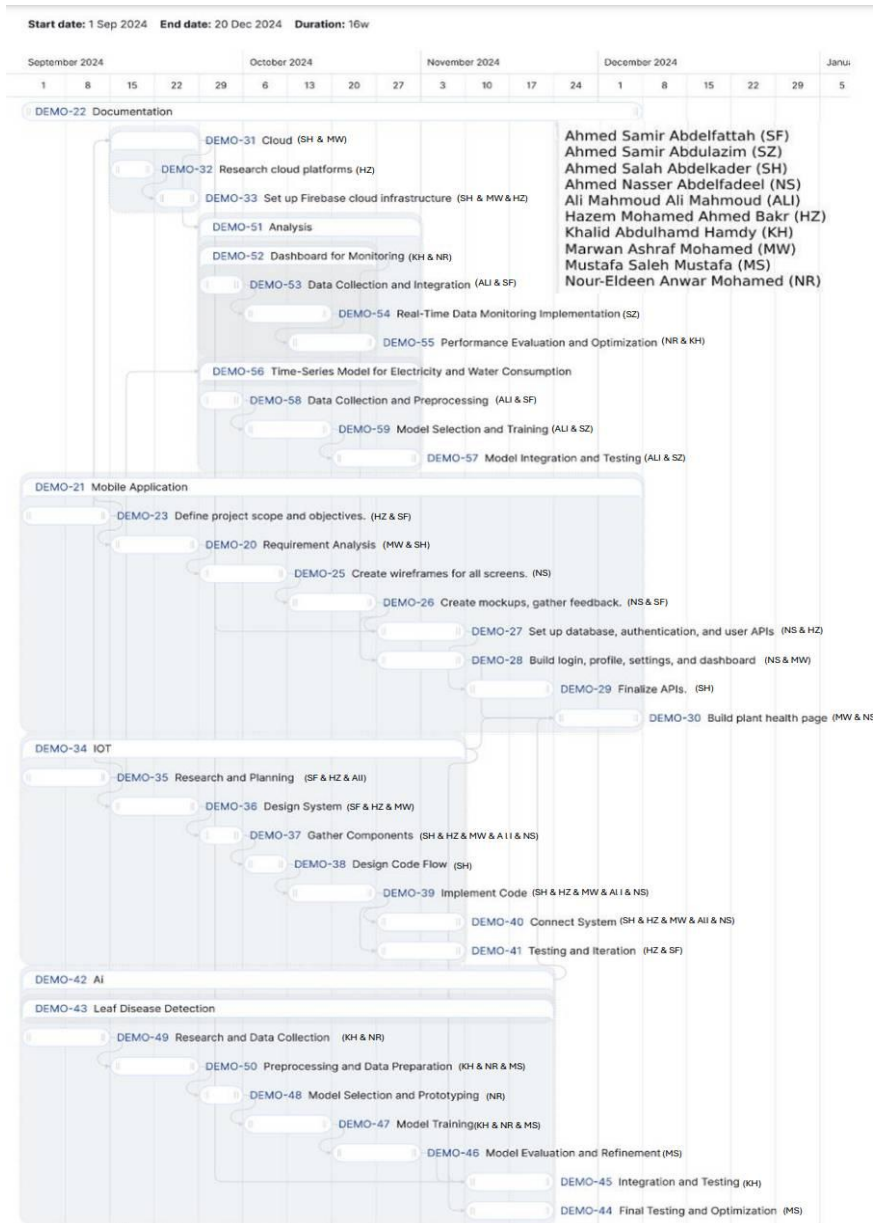 Start date: 1 Sep 2024 End date: 20 Dec 2024 Duration: 16w
September 2024 October 2024 November 2024 December 2024
1 8 15 22 29 6 13 20 27 3 10 17 24 1 8 15 22 29 5
DEMO-22 Documentation
DEMO-31 Cloud (SH & MW)
DEMO-32 Research cloud platforms (HZ)
DEMO-33 Set up Firebase cloud infrastructure (SH & MW & HZ)
DEMO-51 Analysis
DEMO-52 Dashboard for Monitoring (KH & NR)
DEMO-53 Data Collection and Integration (ALI & SF)
DEMO-54 Real-Time Data Monitoring Implementation (SZ)
DEMO-55 Performance Evaluation and Optimization (NR & KH)
DEMO-56 Time-Series Model for Electricity and Water Consumption
DEMO-58 Data Collection and Preprocessing (ALI & SF)
DEMO-59 Model Selection and Training (ALI & SZ)
DEMO-57 Model Integration and Testing (ALI & SZ)
Ahmed Samir Abdelfattah (SF)
Ahmed Samir Abdulazim (SZ)
Ahmed Salah Abdelkader (SH)
Ahmed Nasser Abdelfadeel (NS)
Ali Mahmoud Ali Mahmoud (ALI)
Hazem Mohamed Ahmed Bakr (HZ)
Khalid Abdulhamd Hamdy (KH)
Marwan Ashraf Mohamed (MW)
Mustafa Saleh Mustafa (MS)
Nour-Eldeen Anwar Mohamed (NR)
DEMO-21 Mobile Application
DEMO-23 Define project scope and objectives. (HZ & SF)
DEMO-20 Requirement Analysis (MW & SH)
DEMO-25 Create wireframes for all screens. (NS)
DEMO-26 Create mockups, gather feedback. (NS & SF)
DEMO-27 Set up database, authentication, and user APIs (NS & HZ)
DEMO-28 Build login, profile, settings, and dashboard (NS & MW)
DEMO-29 Finalize APIs. (SH)
DEMO-30 Build plant health page (MW & NS
DEMO-34 IOT
DEMO-35 Research and Planning (SF & HZ & All)
DEMO-36 Design System (SF & HZ & MW)
DEMO-37 Gather Components (SH & HZ & MW & A l l & NS)
DEMO-38 Design Code Flow (SH)
DEMO-39 Implement Code (SH & HZ & MW & Al l & NS)
DEMO-40 Connect System (SH & HZ & MW & All & NS)
DEMO-41 Testing and Iteration (HZ & SF)
DEMO-42 Ai
DEMO-43 Leaf Disease Detection
DEMO-49 Research and Data Collection (KH & NR)
DEMO-50 Preprocessing and Data Preparation (KH & NR & MS)
DEMO-48 Model Selection and Prototyping (NR)
DEMO-47 Model Training(KH & NR & MS)
DEMO-46 Model Evaluation and Refinement(MS)
DEMO-45 Integration and Testing (KH)
DEMO-44 Final Testing and Optimization (MS)